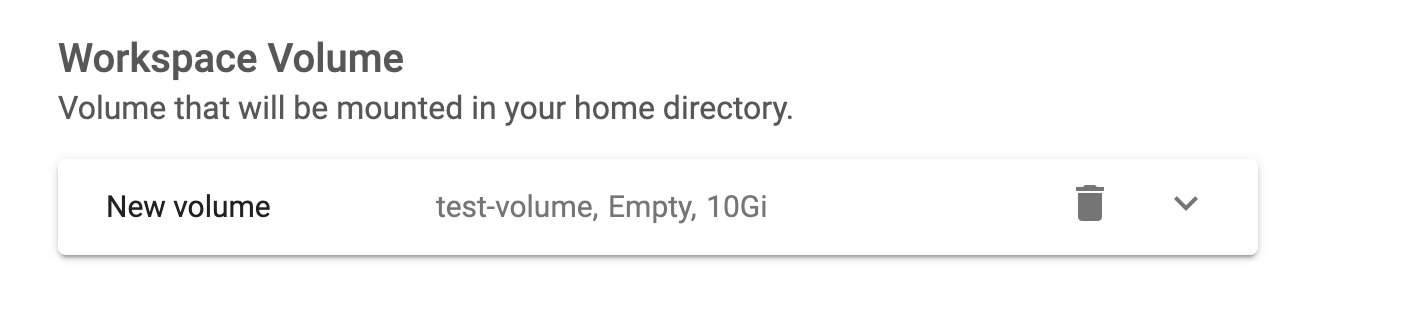 Workspace Volume
Volume that will be mounted in your home directory.
New volume test-volume, Empty, 10Gi